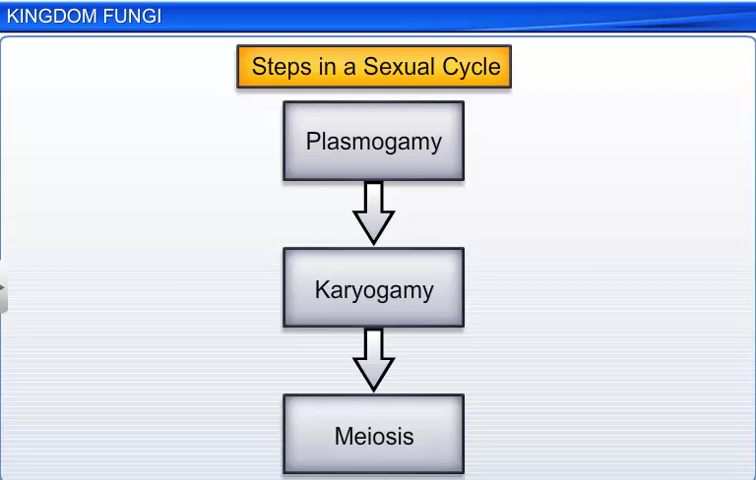 KINGDOM FUNGI
Steps in a Sexual Cycle
Plasmogamy
Karyogamy
Meiosis